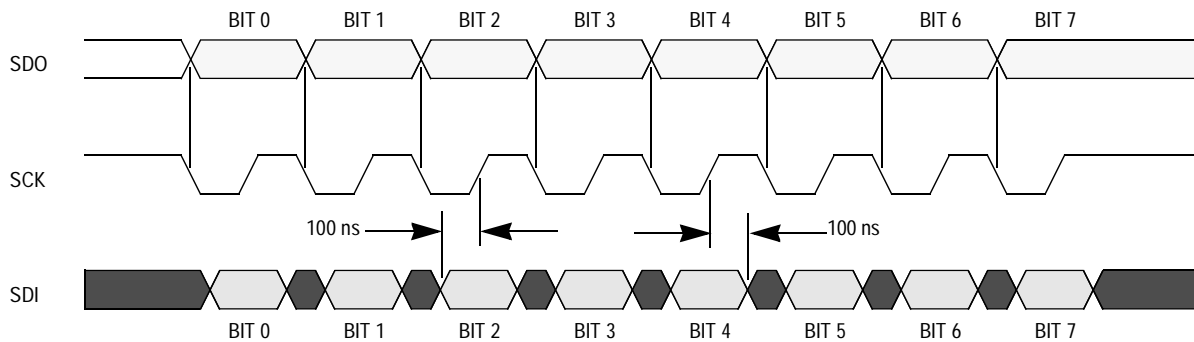 BIT 0 BIT 1 BIT 2 BIT 3 BIT 4 BIT 5 BIT 6 BIT 7
SDO
SCK
100 ns 100 ns
SDI
BIT 0 BIT 1 BIT 2 BIT 3 BIT 4 BIT 5 BIT 6 BIT 7